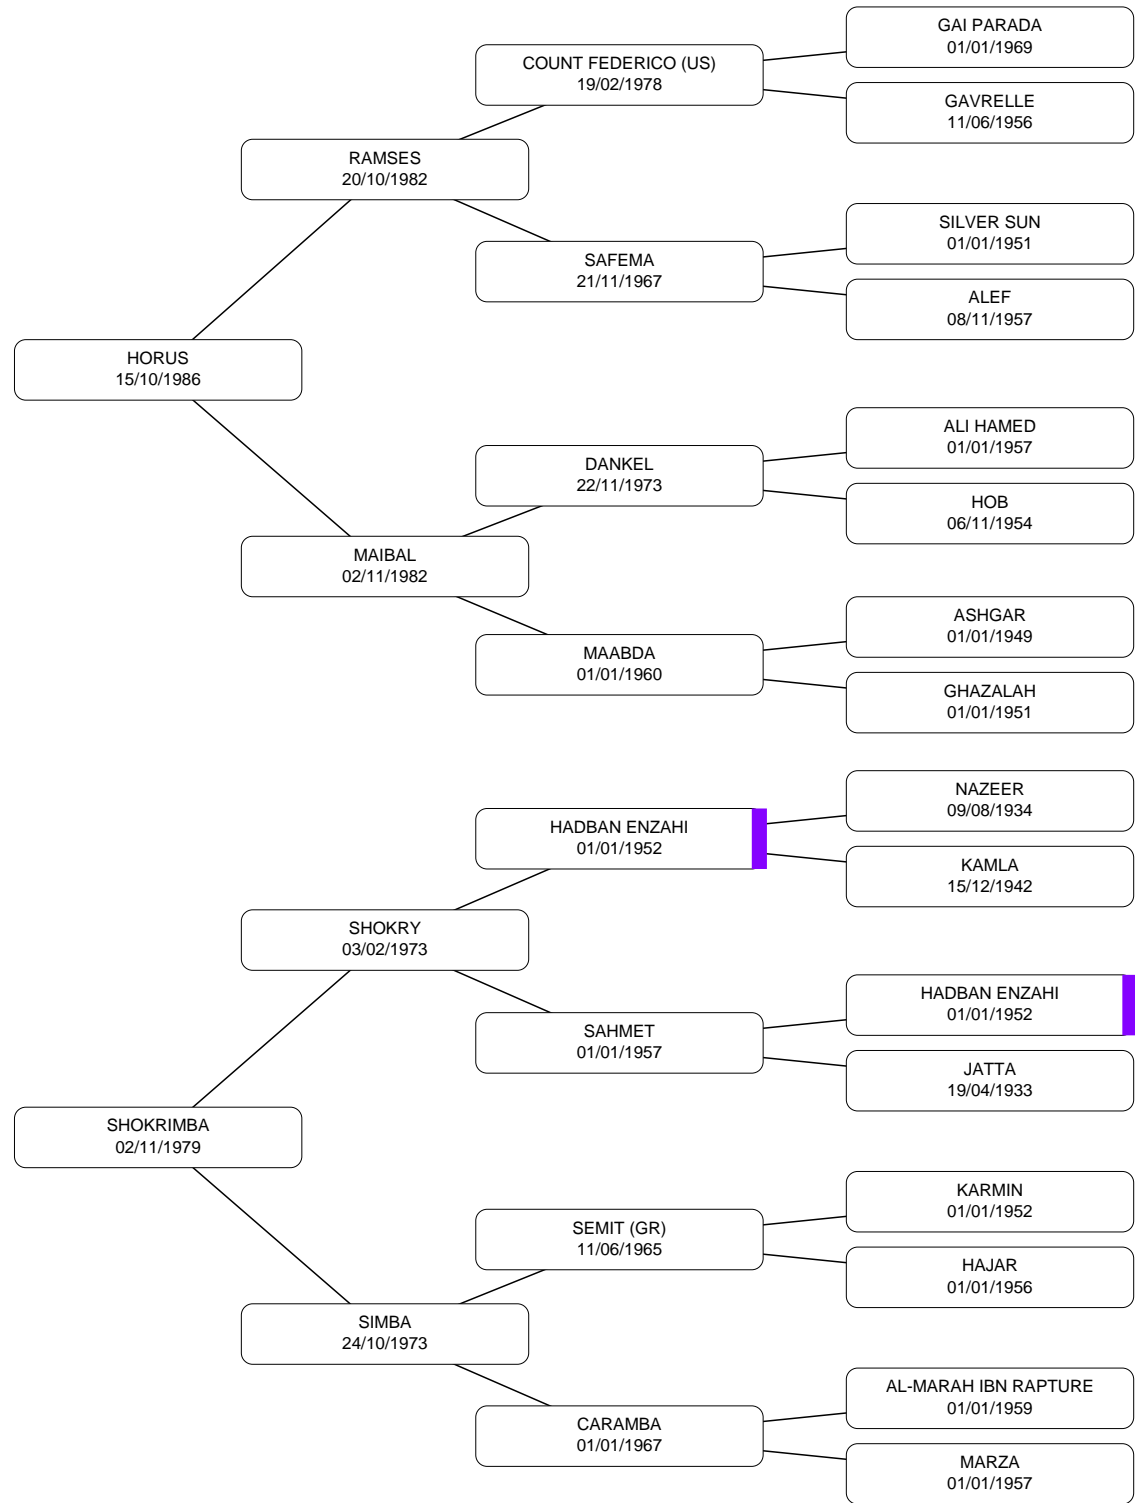 GAI PARADA
01/01/1969
COUNT FEDERICO (US)
19/02/1978
GAVRELLE
11/06/1956
RAMSES
20/10/1982
SILVER SUN
01/01/1951
SAFEMA
21/11/1967
ALEF
08/11/1957
HORUS
15/10/1986
ALI HAMED
01/01/1957
DANKEL
22/11/1973
HOB
06/11/1954
MAIBAL
02/11/1982
ASHGAR
01/01/1949
MAABDA
01/01/1960
GHAZALAH
01/01/1951
NAZEER
09/08/1934
HADBAN ENZAHI
01/01/1952
KAMLA
15/12/1942
SHOKRY
03/02/1973
HADBAN ENZAHI
01/01/1952
SAHMET
01/01/1957
JATTA
19/04/1933
SHOKRIMBA
02/11/1979
KARMIN
01/01/1952
SEMIT (GR)
11/06/1965
HAJAR
01/01/1956
SIMBA
24/10/1973
AL-MARAH IBN RAPTURE
01/01/1959
CARAMBA
01/01/1967
MARZA
01/01/1957